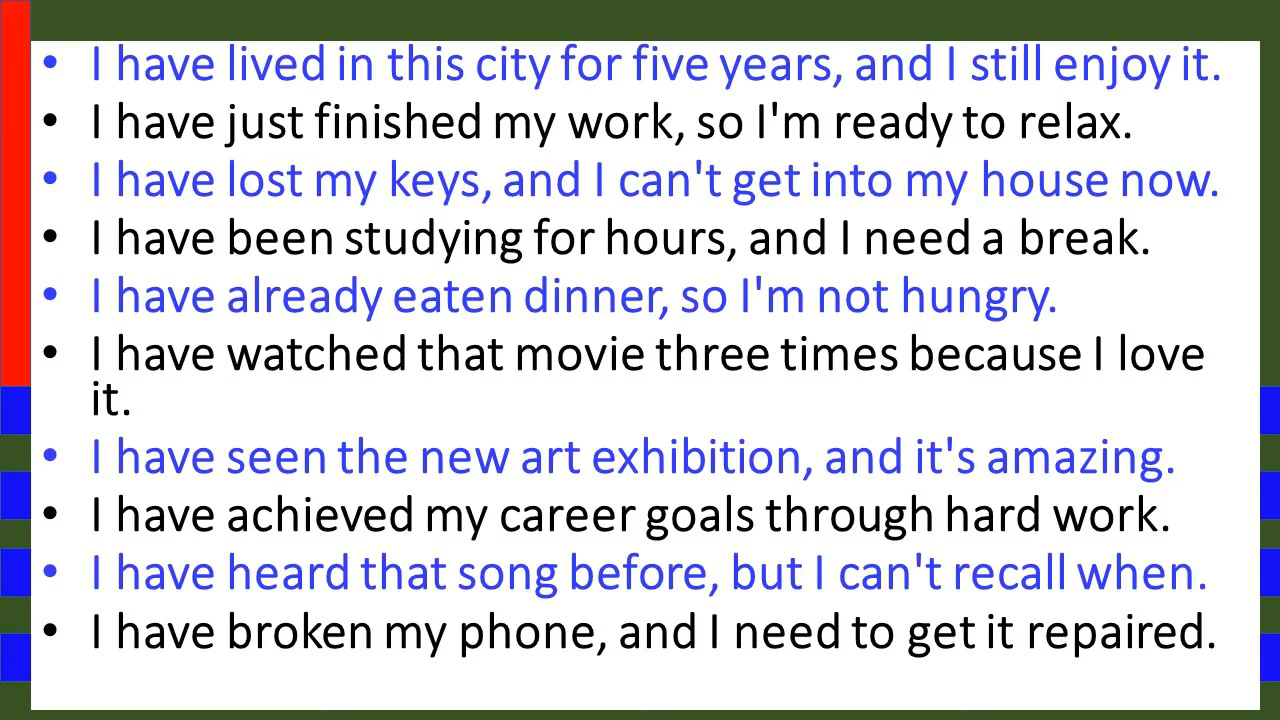 • I have lived in this city for five years, and I still enjoy it.
• I have just finished my work, so I'm ready to relax.
• I have lost my keys, and I can't get into my house now.
• I have been studying for hours, and I need a break.
• I have already eaten dinner, so I'm not hungry.
• I have watched that movie three times because I love
it.
• I have seen the new art exhibition, and it's amazing.
• I have achieved my career goals through hard work.
• I have heard that song before, but I can't recall when.
• I have broken my phone, and I need to get it repaired.